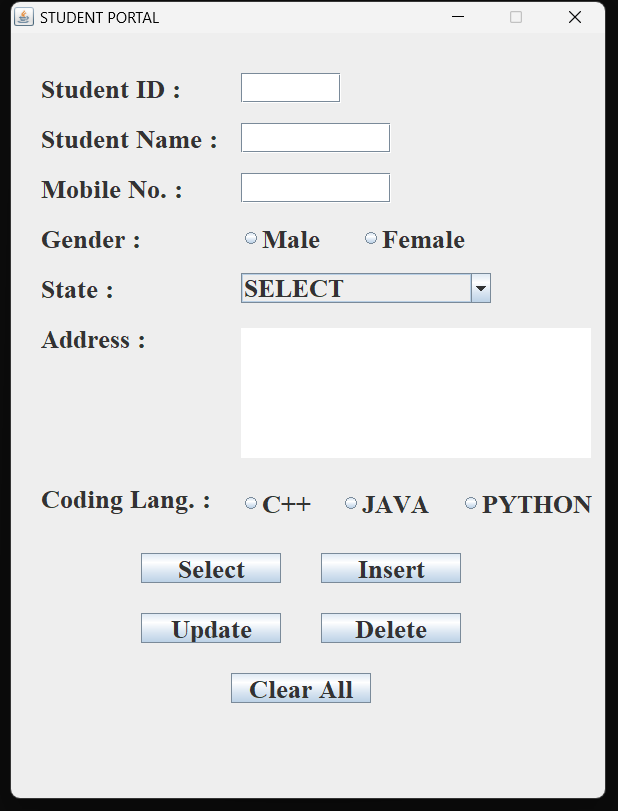 STUDENT PORTAL
Student ID :
Student Name :
Mobile No. :
Gender : Male Female
State : SELECT
Address :
Coding Lang. : C++ JAVA PYTHON
Select Insert
Update Delete
Clear All